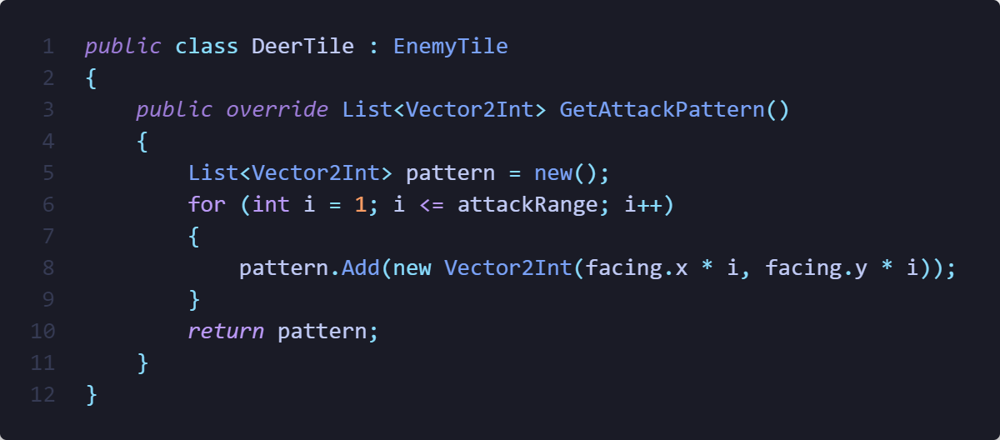 1 public class DeerTile : EnemyTile
2 {
3     public override List<Vector2Int> GetAttackPattern()
4     {
5         List<Vector2Int> pattern = new();
6         for (int i = 1; i <= attackRange; i++)
7         {
8             pattern.Add(new Vector2Int(facing.x * i, facing.y * i));
9         }
10         return pattern;
11     }
12 }